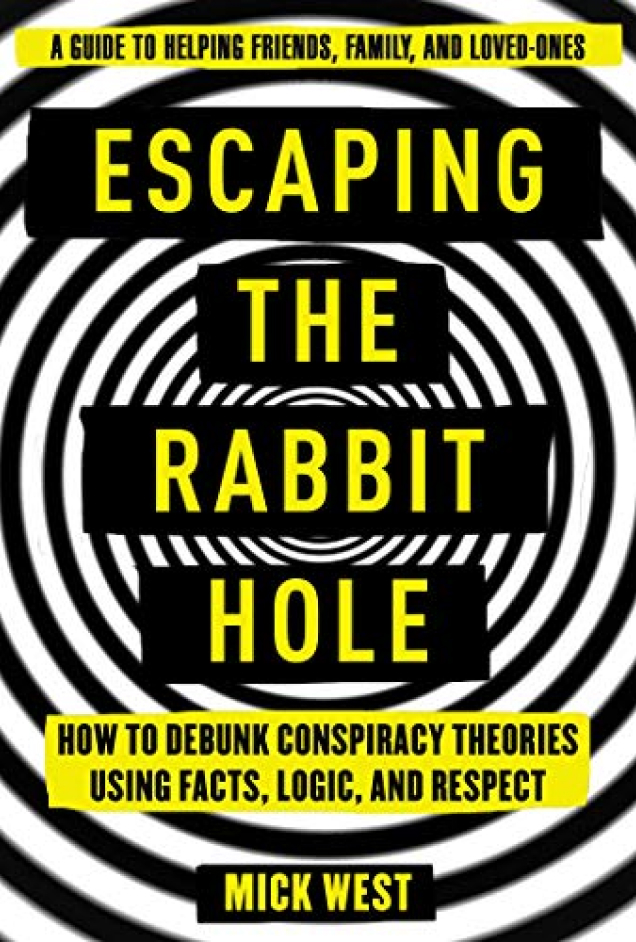 A GUIDE TO HELPING FRIENDS, FAMILY, AND LOVED-ONES
ESCAPING
THE
RABBIT
HOLE
HOW TO DEBUNK CONSPIRACY THEORIES
USING FACTS, LOGIC, AND RESPECT
MICK WEST